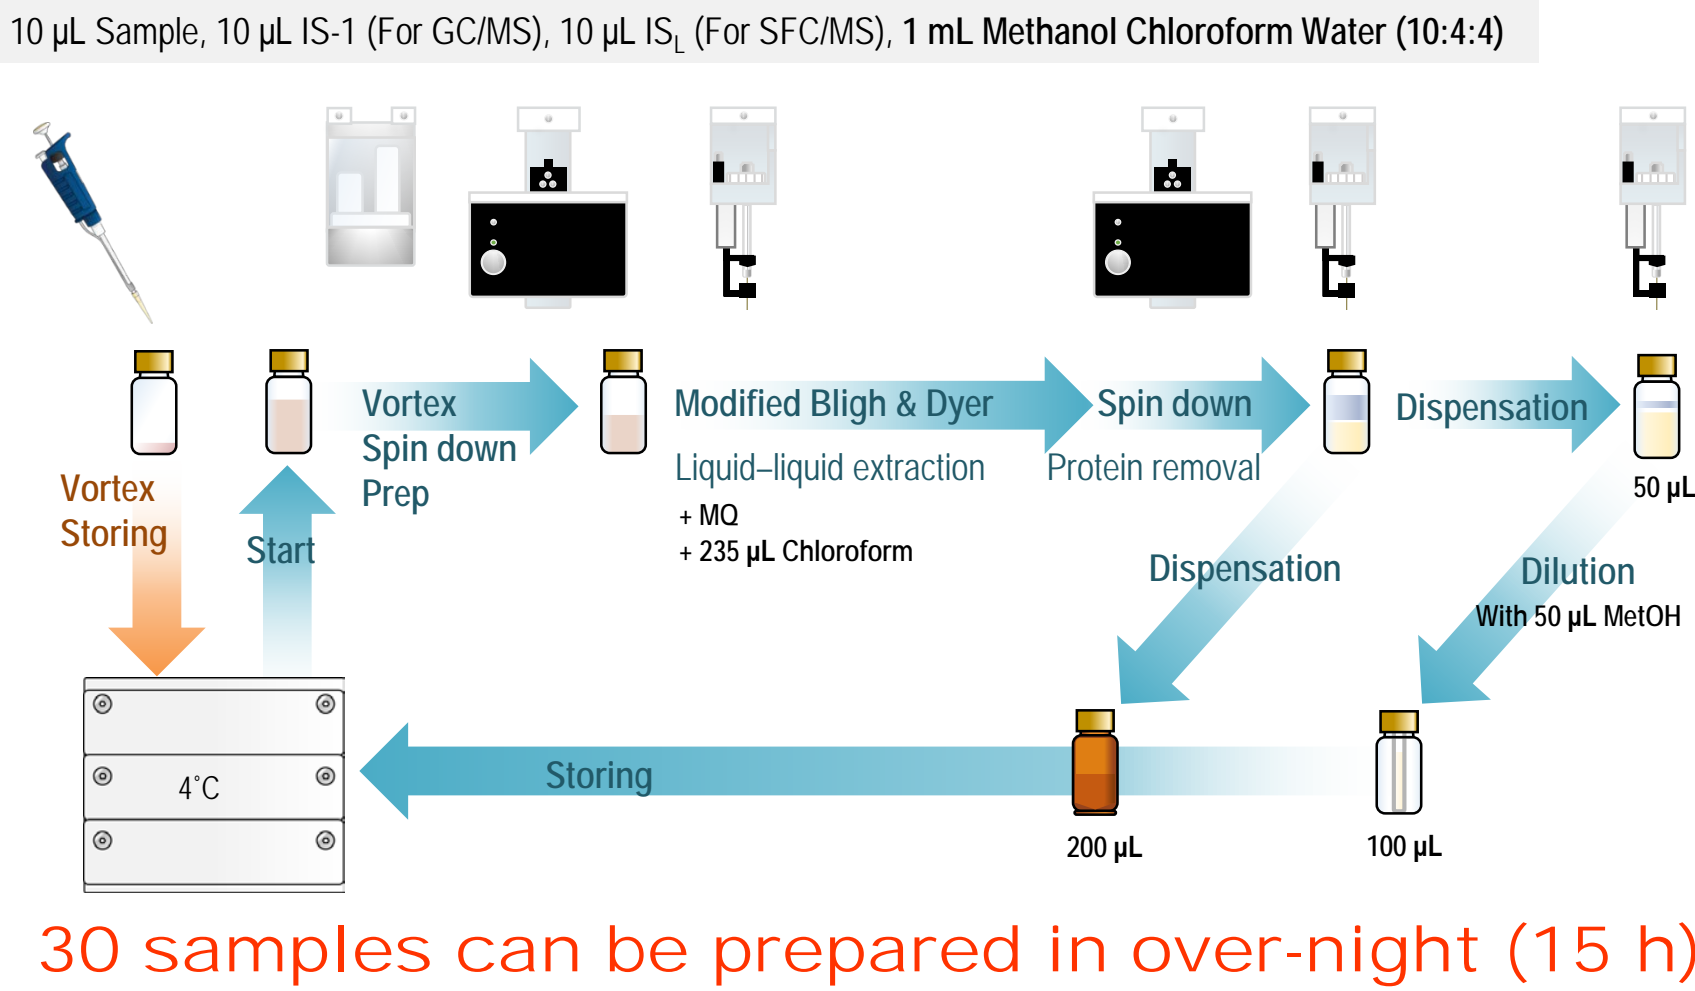 10 µL Sample, 10 µL IS-1 (For GC/MS), 10 µL ISL (For SFC/MS), 1 mL Methanol Chloroform Water (10:4:4)
Vortex
Storing
Start
Vortex
Spin down
Prep
Modified Bligh & Dyer
Liquid–liquid extraction
+ MQ
+ 235 µL Chloroform
Spin down
Protein removal
Dispensation
50 µL
Dispensation
Dilution
With 50 µL MetOH
Storing
4˚C
200 µL
100 µL
30 samples can be prepared in over-night (15 h)